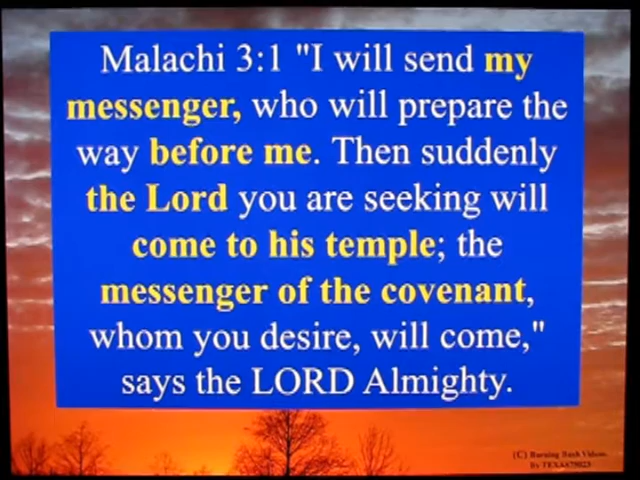 Malachi 3:1 "I will send my
messenger, who will prepare the
way before me. Then suddenly
the Lord you are seeking will
come to his temple; the
messenger of the covenant,
whom you desire, will come,"
says the LORD Almighty.
(C) Burning Bush Videos
By TEXAS75023